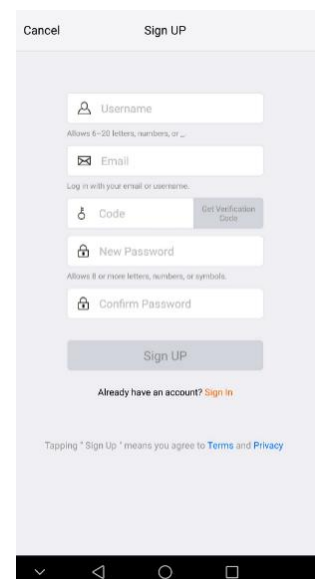 Cancel Sign UP
Username
Allows 6-20 letters, numbers, or _.
Email
Log in with your email or username.
Code Get Verification
Code
New Password
Allows 8 or more letters, numbers, or symbols.
Confirm Password
Sign UP
Already have an account? Sign In
Tapping " Sign Up " means you agree to Terms and Privacy